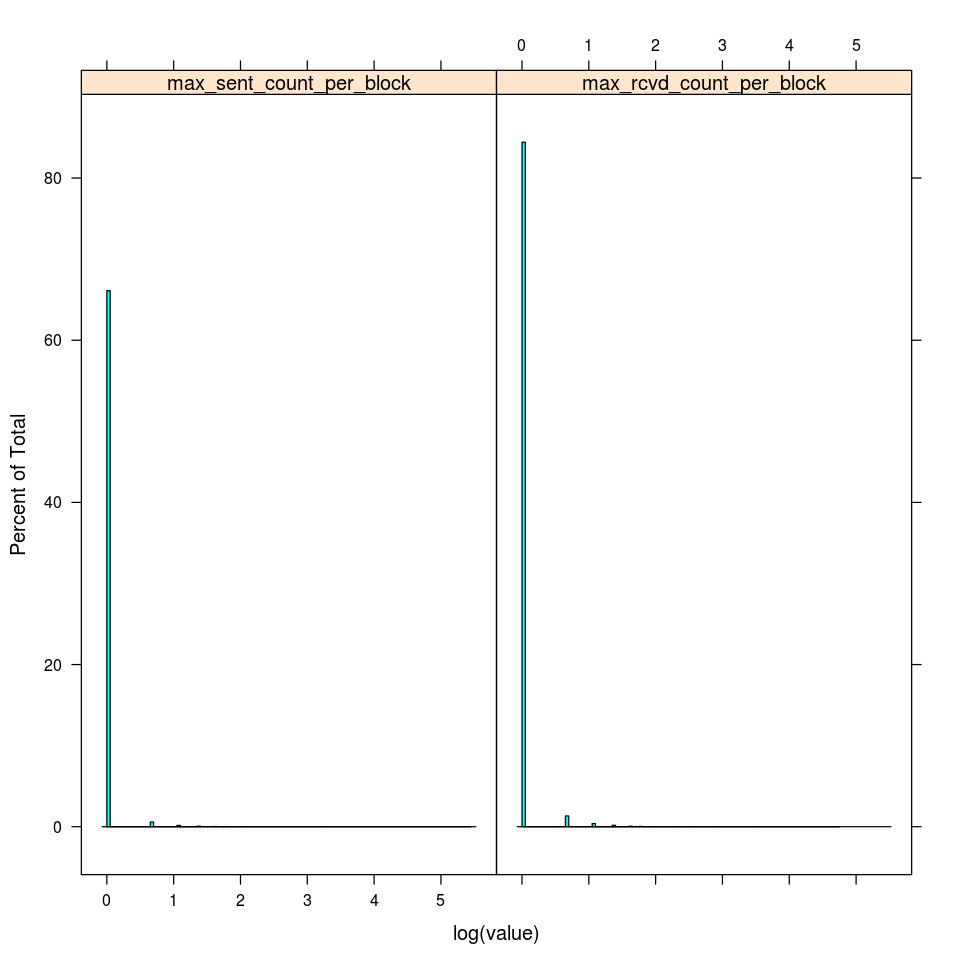 0 1 2 3 4 5
max_sent_count_per_block max_rcvd_count_per_block
80
60
40
20
0
Percent of Total
0 1 2 3 4 5
log(value)